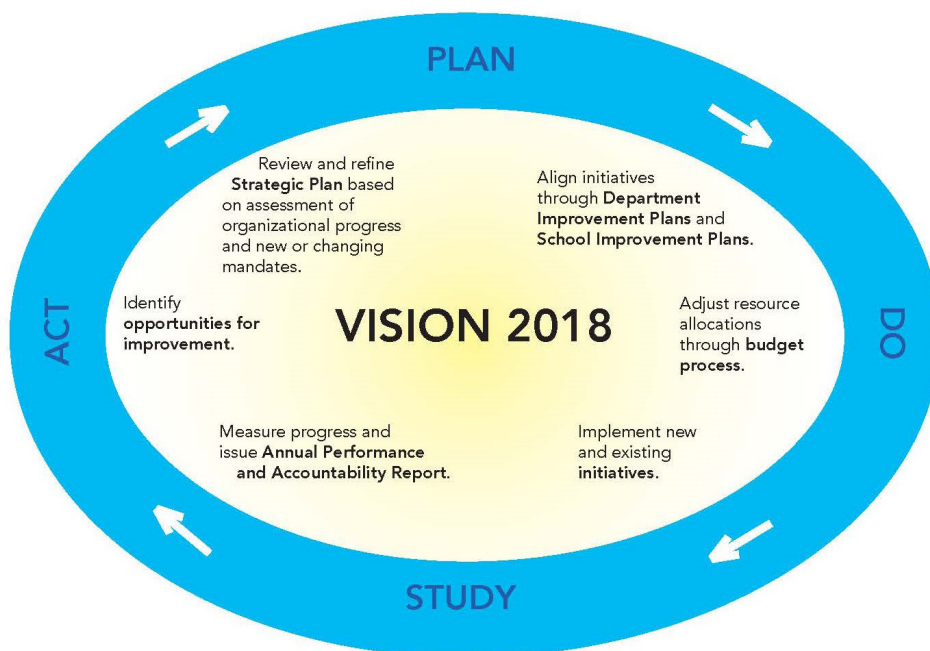 PLAN
Review and refine
Strategic Plan based
on assessment of
organizational progress
and new or changing
mandates.
Align initiatives
through Department
Improvement Plans and
School Improvement Plans.
ACT
Identify
opportunities for
improvement.
VISION 2018
Adjust resource
allocations
through budget
process.
DO
Measure progress and
issue Annual Performance
and Accountability Report.
Implement new
and existing
initiatives.
STUDY